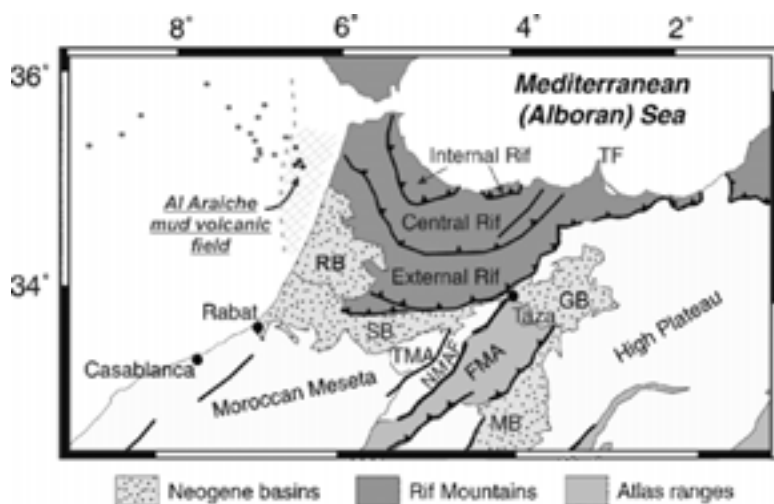 8° 6° 4° 2°
36°
Mediterranean
(Alboran) Sea
TF
Internal Rif
Al Araiche
mud volcanic
field
Central Rif
RB
External Rif
34°
Rabat
GB
Taza
SB
Casablanca
TMA
NMAF
FMA
High Plateau
Moroccan Meseta
MB
Neogene basins Rif Mountains Atlas ranges